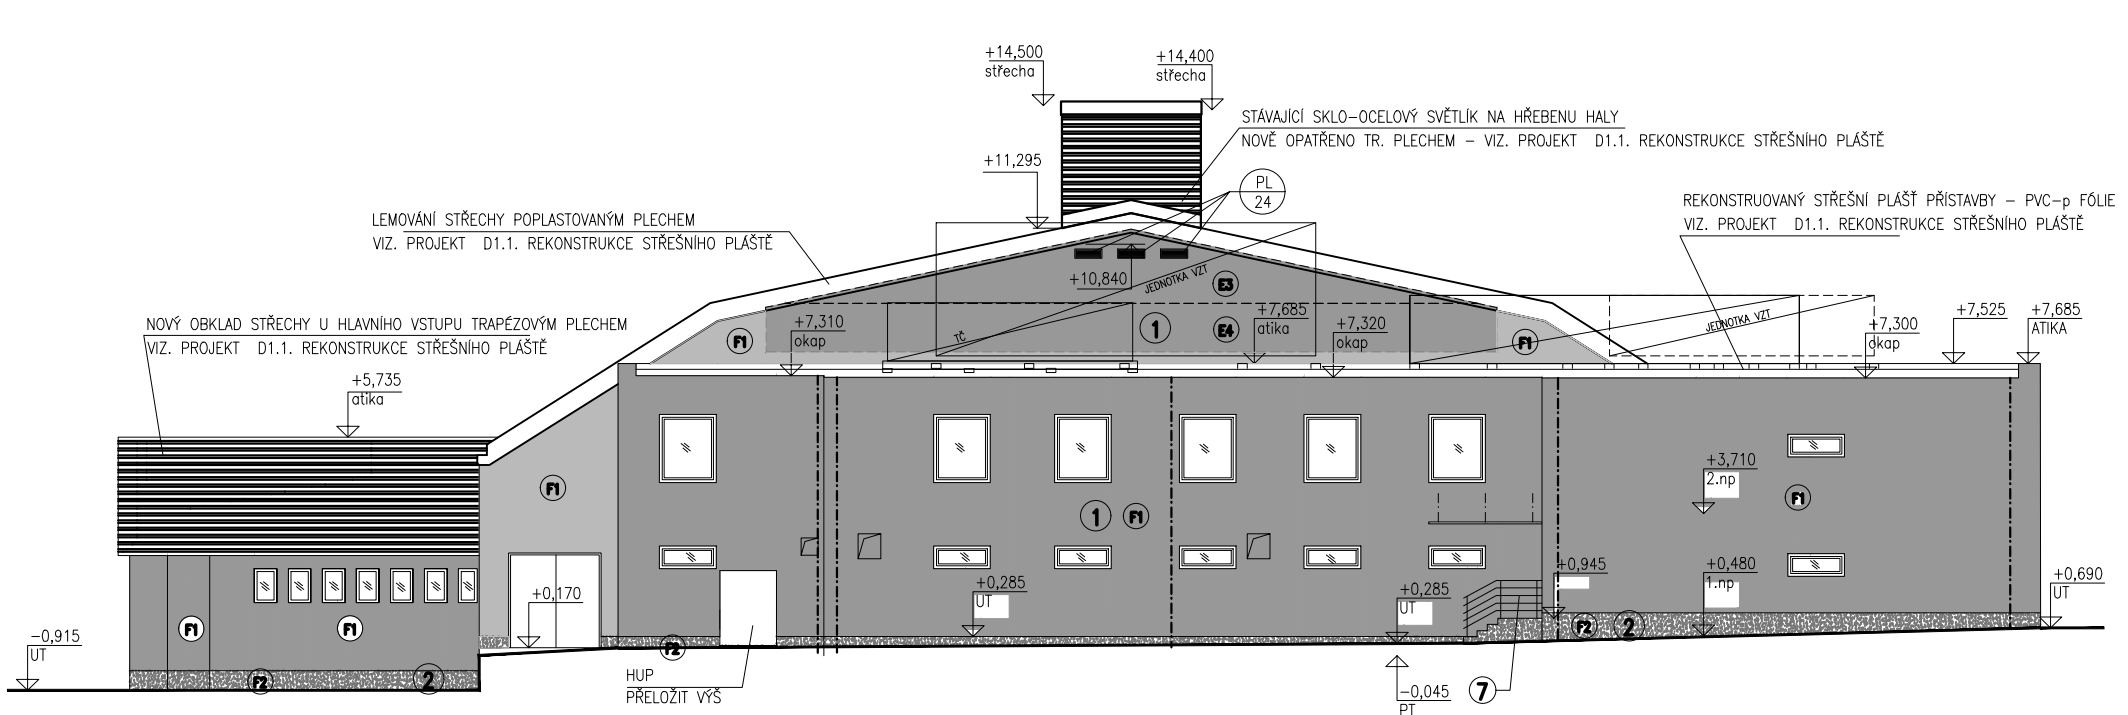 +14,500
střecha
+14,400
střecha
STÁVAJÍCÍ SKLO-OCELOVÝ SVĚTLÍK NA HŘEBENU HALY
NOVĚ OPATŘENO TR. PLECHEM – VIZ. PROJEKT D1.1. REKONSTRUKCE STŘEŠNÍHO PLÁŠTĚ
+11,295
PL
24
REKONSTRUOVANÝ STŘEŠNÍ PLÁŠŤ PŘÍSTAVBY – PVC-p FÓLIE
VIZ. PROJEKT D1.1. REKONSTRUKCE STŘEŠNÍHO PLÁŠTĚ
LEMOVÁNÍ STŘECHY POPLASTOVANÝM PLECHEM
VIZ. PROJEKT D1.1. REKONSTRUKCE STŘEŠNÍHO PLÁŠTĚ
+10,840
JEDNOTKA VZT
E3
NOVÝ OBKLAD STŘECHY U HLAVNÍHO VSTUPU TRAPÉZOVÝM PLECHEM
VIZ. PROJEKT D1.1. REKONSTRUKCE STŘEŠNÍHO PLÁŠTĚ
F1
+7,310
okap
TČ
1
E4
+7,685
atika
+7,320
okap
F1
JEDNOTKA VZT
+7,300
okap
+7,525
+7,685
ATIKA
+5,735
atika
F1
1
F1
+3,710
2.np
F1
+0,170
+0,285
UT
+0,285
UT
+0,945
+0,480
1.np
+0,690
UT
F1
F1
-0,915
UT
F2
2
F2
F2
2
HUP
PŘELOŽIT VÝŠ
7
-0,045
PT